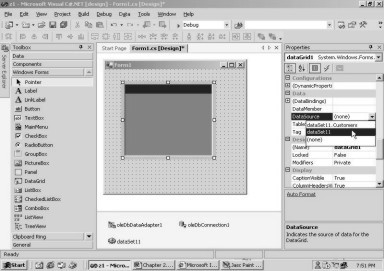 z1 - Microsoft Visual C#.NET [design] - Form1.cs [Design]*
File Edit View Project Build Debug Data Tools Window Help
Debug
Toolbox
Data
Components
Windows Forms
Pointer
Label
LinkLabel
Button
TextBox
MainMenu
CheckBox
RadioButton
GroupBox
PictureBox
Panel
DataGrid
ListBox
CheckedListBox
ComboBox
ListView
TreeView
Clipboard Ring
General
Server Explorer
Start Page Form1.cs [Design]*
Form1
oleDbDataAdapter1 oleDbConnection1
dataSet11
Properties
dataGrid1 System.Windows.Forms.
Configurations
(DynamicProperti
Data
(DataBindings)
DataMember
DataSource (none)
dataSet11.Customers
Tag dataSet11
(none)
(Name) dataGrid1
Locked False
Modifiers Private
Display
CaptionVisible True
ColumnHeadersV True
Auto Format
DataSource
Indicates the source of data for the DataGrid.
Ready
Start z1 - Micro... Chapter 2... Microsoft I... Jasc Paint ... 7:51 PM